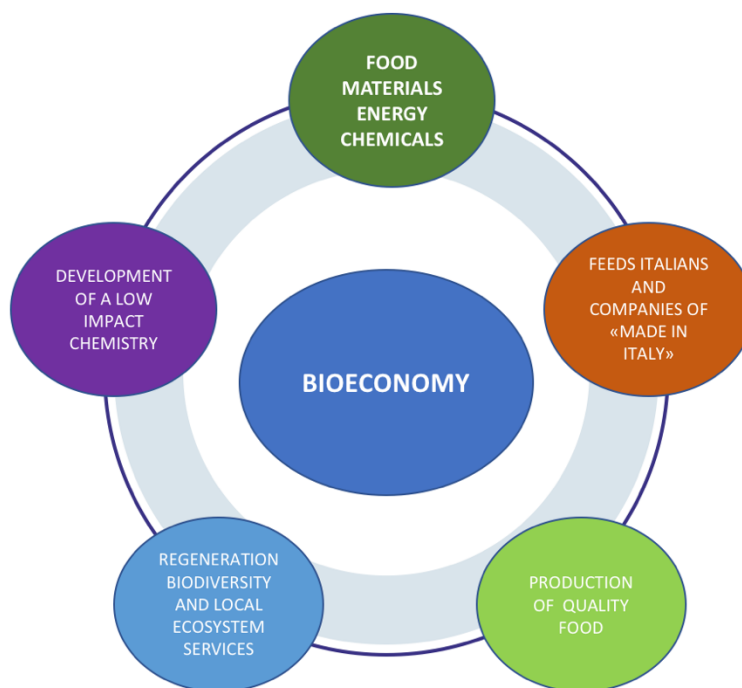 FOOD
MATERIALS
ENERGY
CHEMICALS
FEEDS ITALIANS
AND
COMPANIES OF
«MADE IN
ITALY»
PRODUCTION
OF QUALITY
FOOD
REGENERATION
BIODIVERSITY
AND LOCAL
ECOSYSTEM
SERVICES
DEVELOPMENT
OF A LOW
IMPACT
CHEMISTRY
BIOECONOMY